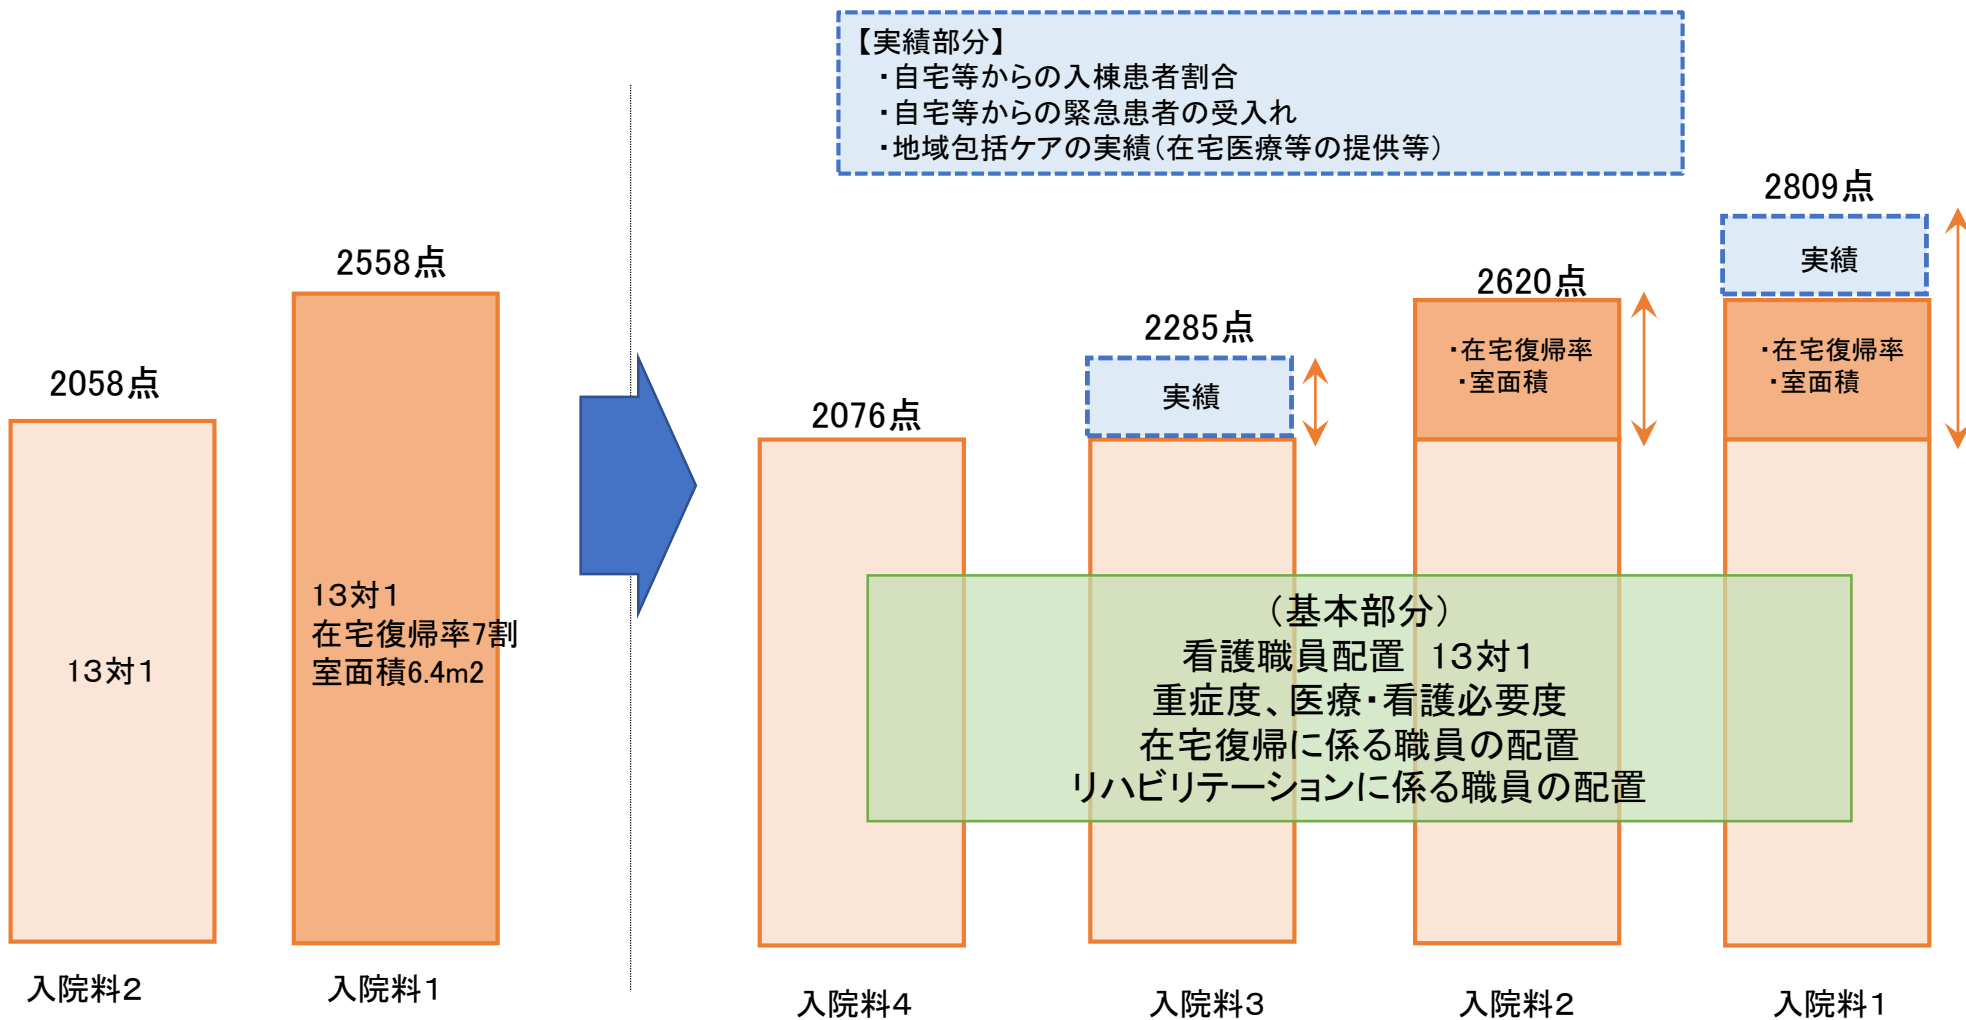 【実績部分】
・自宅等からの入棟患者割合
・自宅等からの緊急患者の受入れ
・地域包括ケアの実績（在宅医療等の提供等）
2058点
13対1
入院料2
2558点
13対1
在宅復帰率7割
室面積6.4m2
入院料1
2076点
入院料4
2285点
実績
入院料3
2620点
・在宅復帰率
・室面積
入院料2
2809点
実績
・在宅復帰率
・室面積
入院料1
（基本部分）
看護職員配置　13対1
重症度、医療・看護必要度
在宅復帰に係る職員の配置
リハビリテーションに係る職員の配置